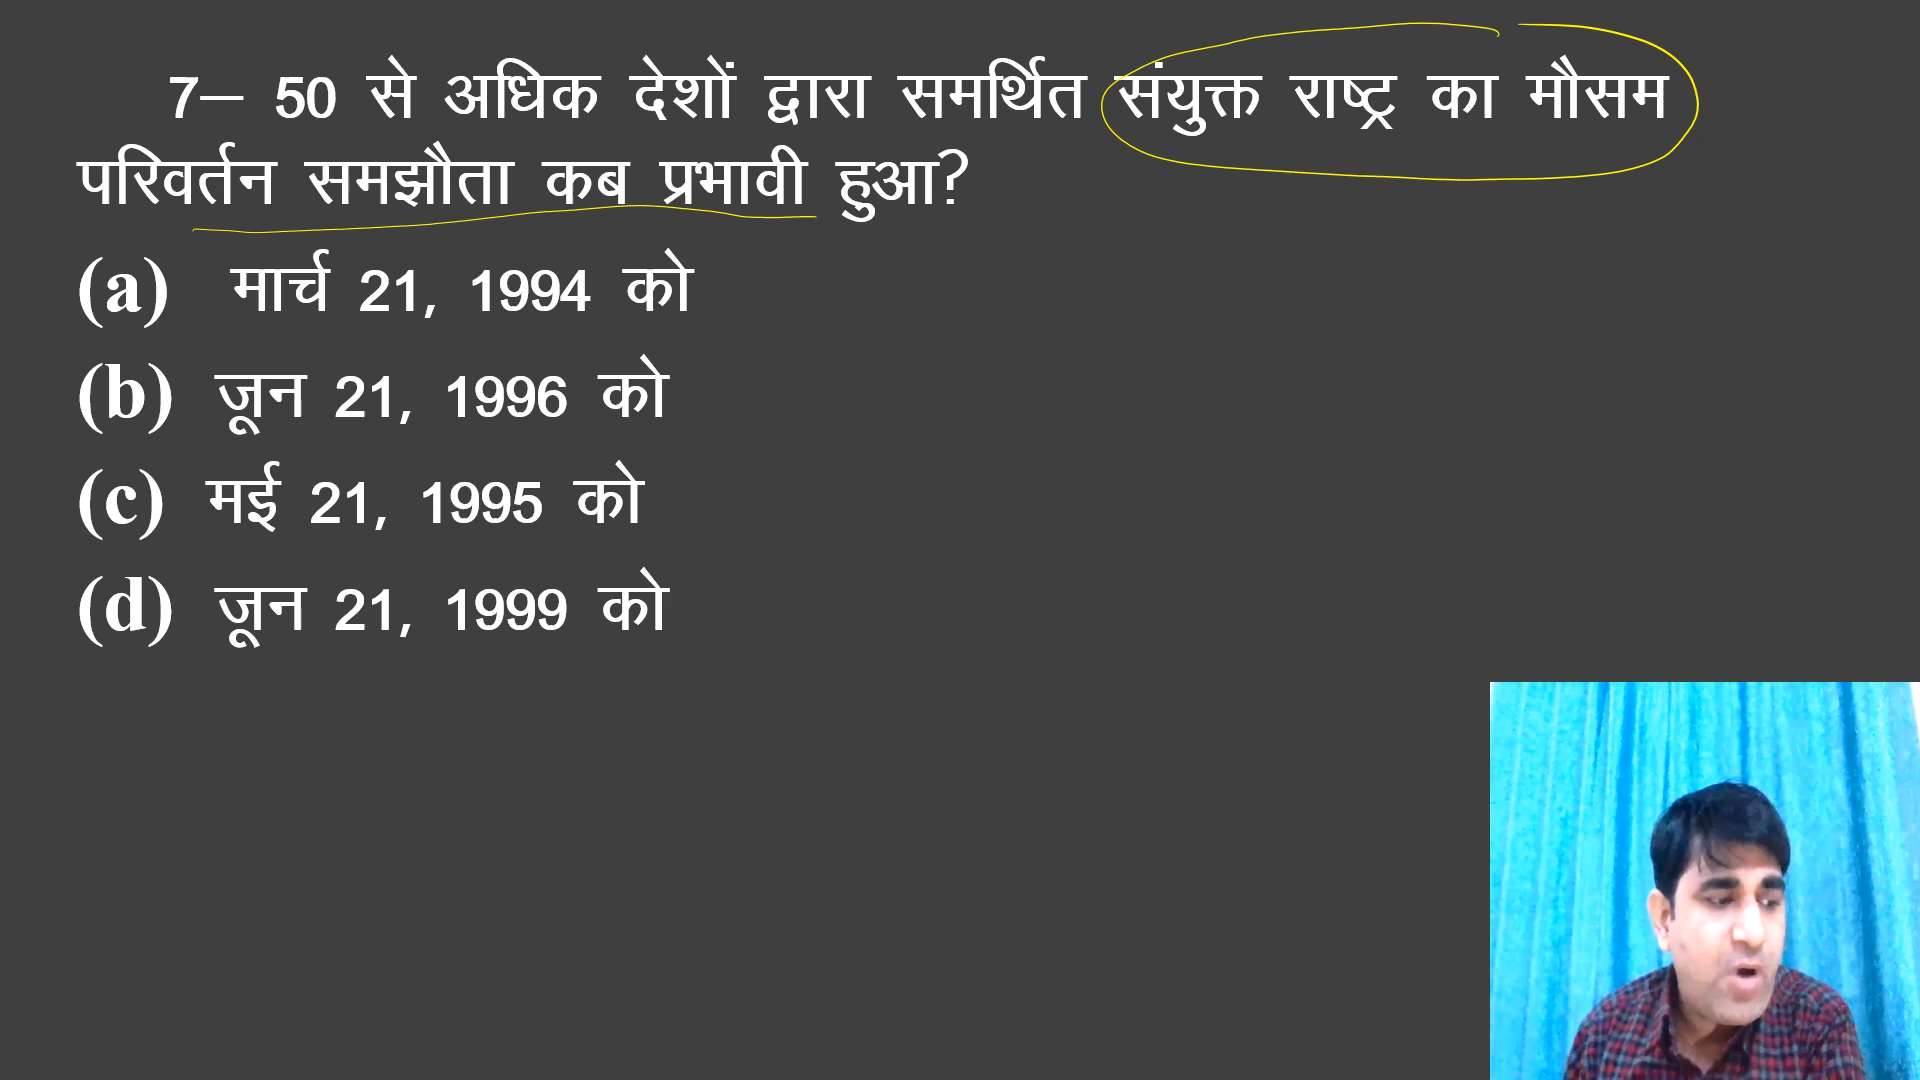 7– 50 से अधिक देशों द्वारा समर्थित संयुक्त राष्ट्र का मौसम
परिवर्तन समझौता कब प्रभावी हुआ?
(a) मार्च 21, 1994 को
(b) जून 21, 1996 को
(c) मई 21, 1995 को
(d) जून 21, 1999 को